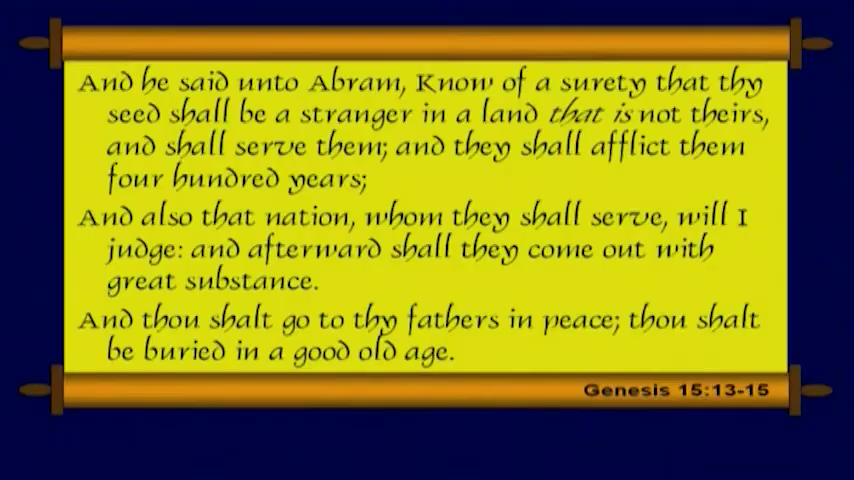 And he said unto Abram, Know of a surety that thy
seed shall be a stranger in a land that is not theirs,
and shall serve them; and they shall afflict them
four hundred years;
And also that nation, whom they shall serve, will I
judge: and afterward shall they come out with
great substance.
And thou shalt go to thy fathers in peace; thou shalt
be buried in a good old age.
Genesis 15:13-15